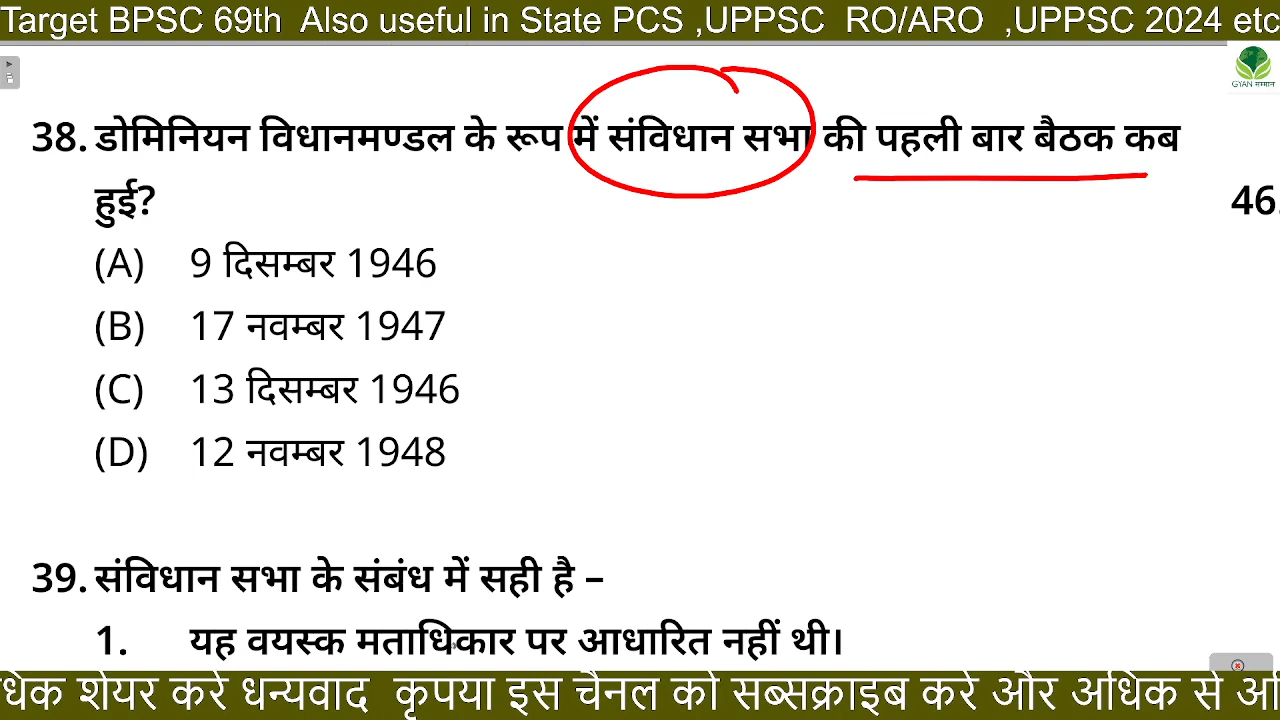 Target BPSC 69th Also useful in State PCS ,UPPSC RO/ARO ,UPPSC 2024 etc
GYAN सम्मान
38. डोमिनियन विधानमण्डल के रूप में संविधान सभा की पहली बार बैठक कब
हुई?
46.
(A) 9 दिसम्बर 1946
(B) 17 नवम्बर 1947
(C) 13 दिसम्बर 1946
(D) 12 नवम्बर 1948
39. संविधान सभा के संबंध में सही है –
1. यह वयस्क मताधिकार पर आधारित नहीं थी।
धिक शेयर करे धन्यवाद कृपया इस चैनल को सब्सक्राइब करे और अधिक से अ